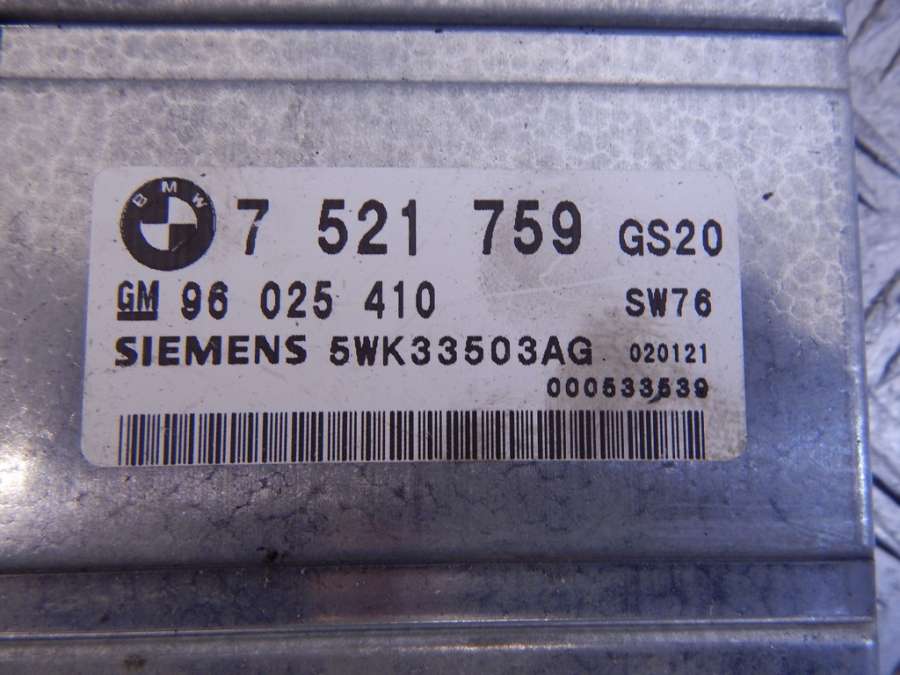 BMW 7 521 759 GS20
GM 96 025 410 SW76
SIEMENS 5WK33503AG 020121
000533539